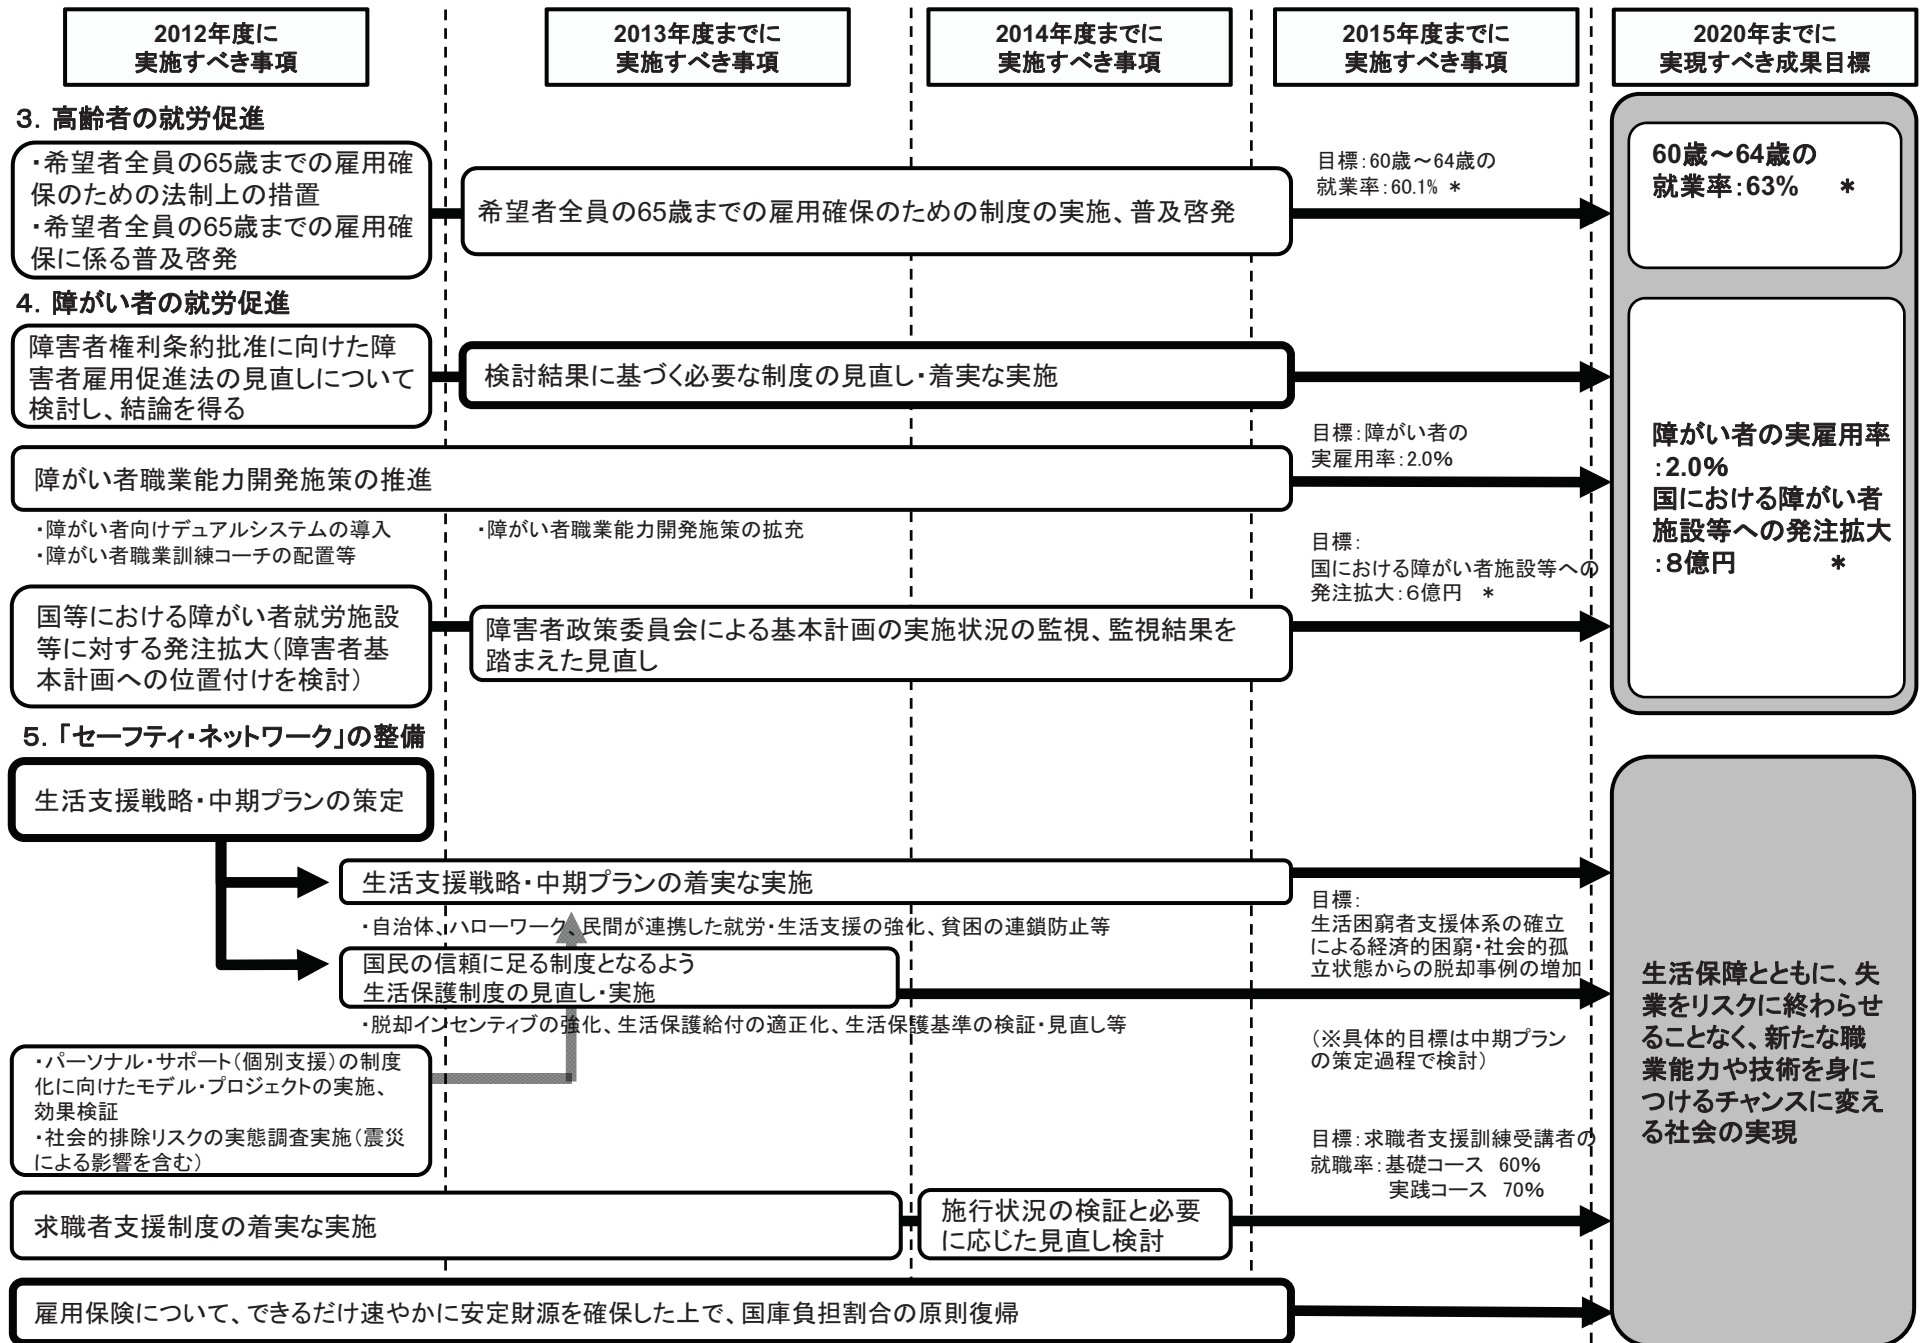 2012年度に
実施すべき事項
2013年度までに
実施すべき事項
2014年度までに
実施すべき事項
2015年度までに
実施すべき事項
2020年までに
実現すべき成果目標
3．高齢者の就労促進
・希望者全員の65歳までの雇用確
保のための法制上の措置
・希望者全員の65歳までの雇用確
保に係る普及啓発
希望者全員の65歳までの雇用確保のための制度の実施、普及啓発
目標：60歳～64歳の
就業率：60.1% ＊
60歳～64歳の
就業率：63% ＊
4．障がい者の就労促進
障害者権利条約批准に向けた障
害者雇用促進法の見直しについて
検討し、結論を得る
検討結果に基づく必要な制度の見直し・着実な実施
障がい者職業能力開発施策の推進
目標：障がい者の
実雇用率：2.0％
・障がい者向けデュアルシステムの導入
・障がい者職業訓練コーチの配置等
・障がい者職業能力開発施策の拡充
国等における障がい者就労施設
等に対する発注拡大（障害者基
本計画への位置付けを検討）
障害者政策委員会による基本計画の実施状況の監視、監視結果を
踏まえた見直し
目標：
国における障がい者施設等への
発注拡大：６億円 ＊
障がい者の実雇用率
：2.0％
国における障がい者
施設等への発注拡大
：８億円 ＊
5．「セーフティ・ネットワーク」の整備
生活支援戦略・中期プランの策定
生活支援戦略・中期プランの着実な実施
・自治体、ハローワーク、民間が連携した就労・生活支援の強化、貧困の連鎖防止等
国民の信頼に足る制度となるよう
生活保護制度の見直し・実施
・脱却インセンティブの強化、生活保護給付の適正化、生活保護基準の検証・見直し等
目標：
生活困窮者支援体系の確立
による経済的困窮・社会的孤
立状態からの脱却事例の増加
（※具体的目標は中期プラン
の策定過程で検討）
・パーソナル・サポート（個別支援）の制度
化に向けたモデル・プロジェクトの実施、
効果検証
・社会的排除リスクの実態調査実施（震災
による影響を含む）
求職者支援制度の着実な実施
施行状況の検証と必要
に応じた見直し検討
目標：求職者支援訓練受講者の
就職率：基礎コース 60%
実践コース 70%
雇用保険について、できるだけ速やかに安定財源を確保した上で、国庫負担割合の原則復帰
生活保障とともに、失
業をリスクに終わらせ
ることなく、新たな職
業能力や技術を身に
つけるチャンスに変え
る社会の実現